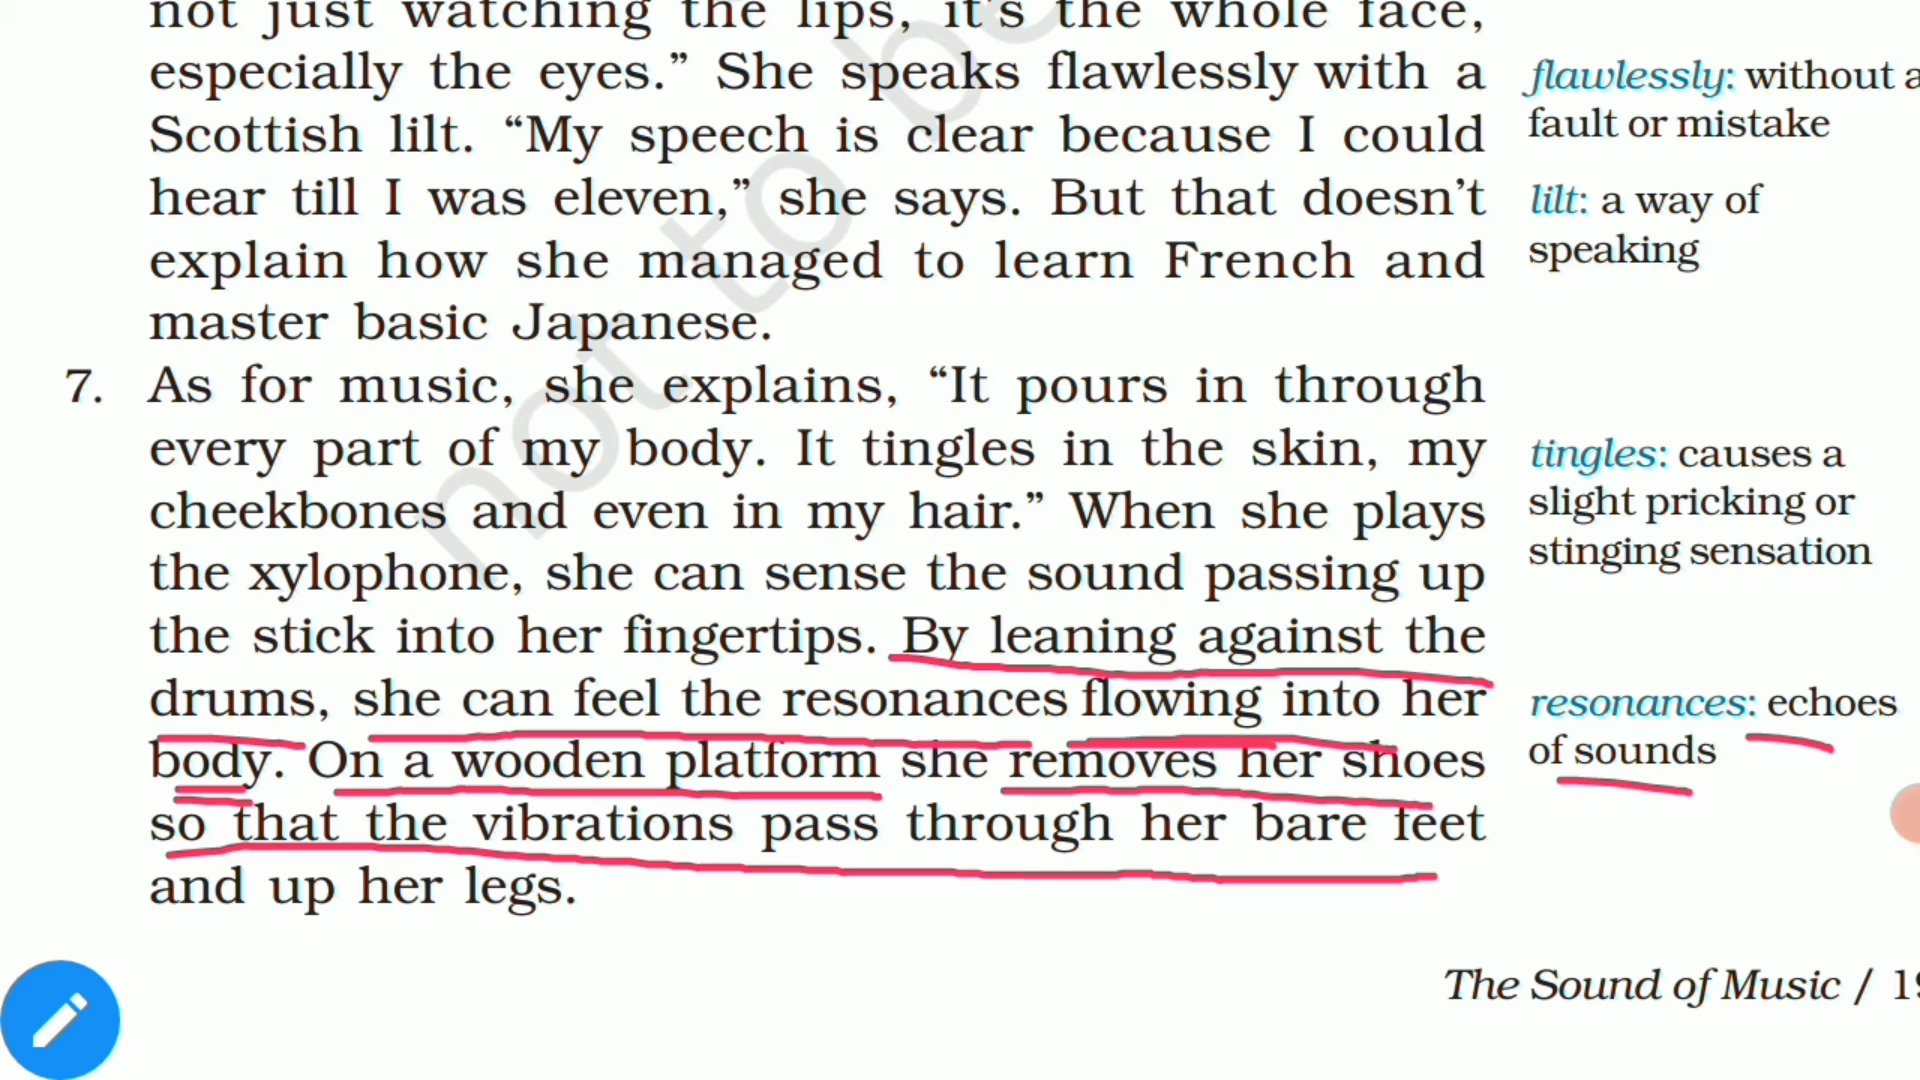 not just watching the lips, it's the whole face,
especially the eyes.” She speaks flawlessly with a
Scottish lilt. “My speech is clear because I could
hear till I was eleven,” she says. But that doesn't
explain how she managed to learn French and
master basic Japanese.
7. As for music, she explains, “It pours in through
every part of my body. It tingles in the skin, my
cheekbones and even in my hair.” When she plays
the xylophone, she can sense the sound passing up
the stick into her fingertips. By leaning against the
drums, she can feel the resonances flowing into her
body. On a wooden platform she removes her shoes
so that the vibrations pass through her bare feet
and up her legs.
flawlessly: without a
fault or mistake
lilt: a way of
speaking
tingles: causes a
slight pricking or
stinging sensation
resonances: echoes
of sounds
The Sound of Music /
not to be